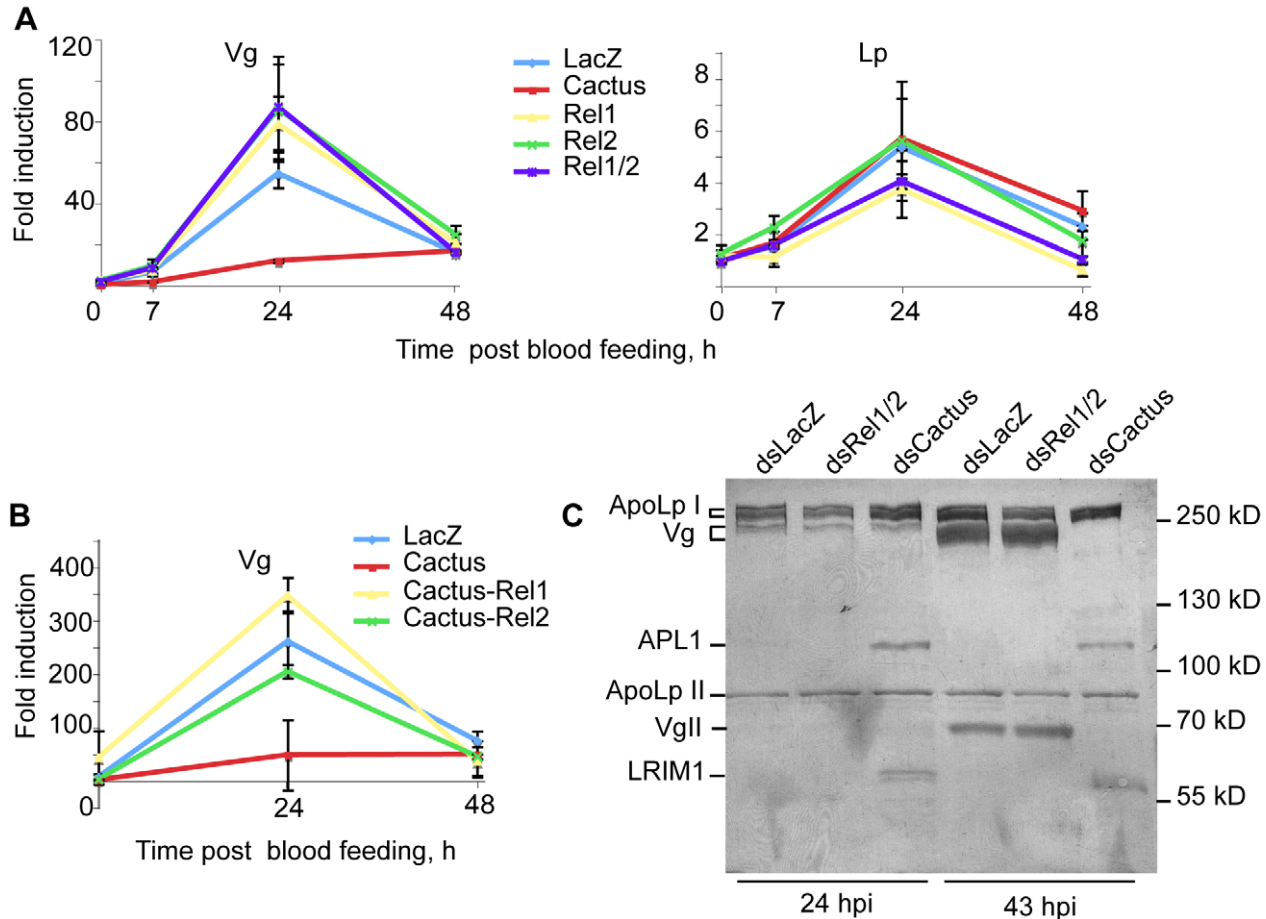 A
Vg
Lp
120
80
40
Fold induction
0
7
24
48
LacZ
Cactus
Rel1
Rel2
Rel1/2
8
6
4
2
0
7
24
48
Time post blood feeding, h
B
Vg
400
300
200
100
0
Fold induction
24
48
LacZ
Cactus
Cactus-Rel1
Cactus-Rel2
Time post blood feeding, h
C
dsLacZ
dsRel1/2
dsCactus
dsLacZ
dsRel1/2
dsCactus
ApoLp I
Vg
APL1
ApoLp II
VgII
LRIM1
250 kD
130 kD
100 kD
70 kD
55 kD
24 hpi
43 hpi